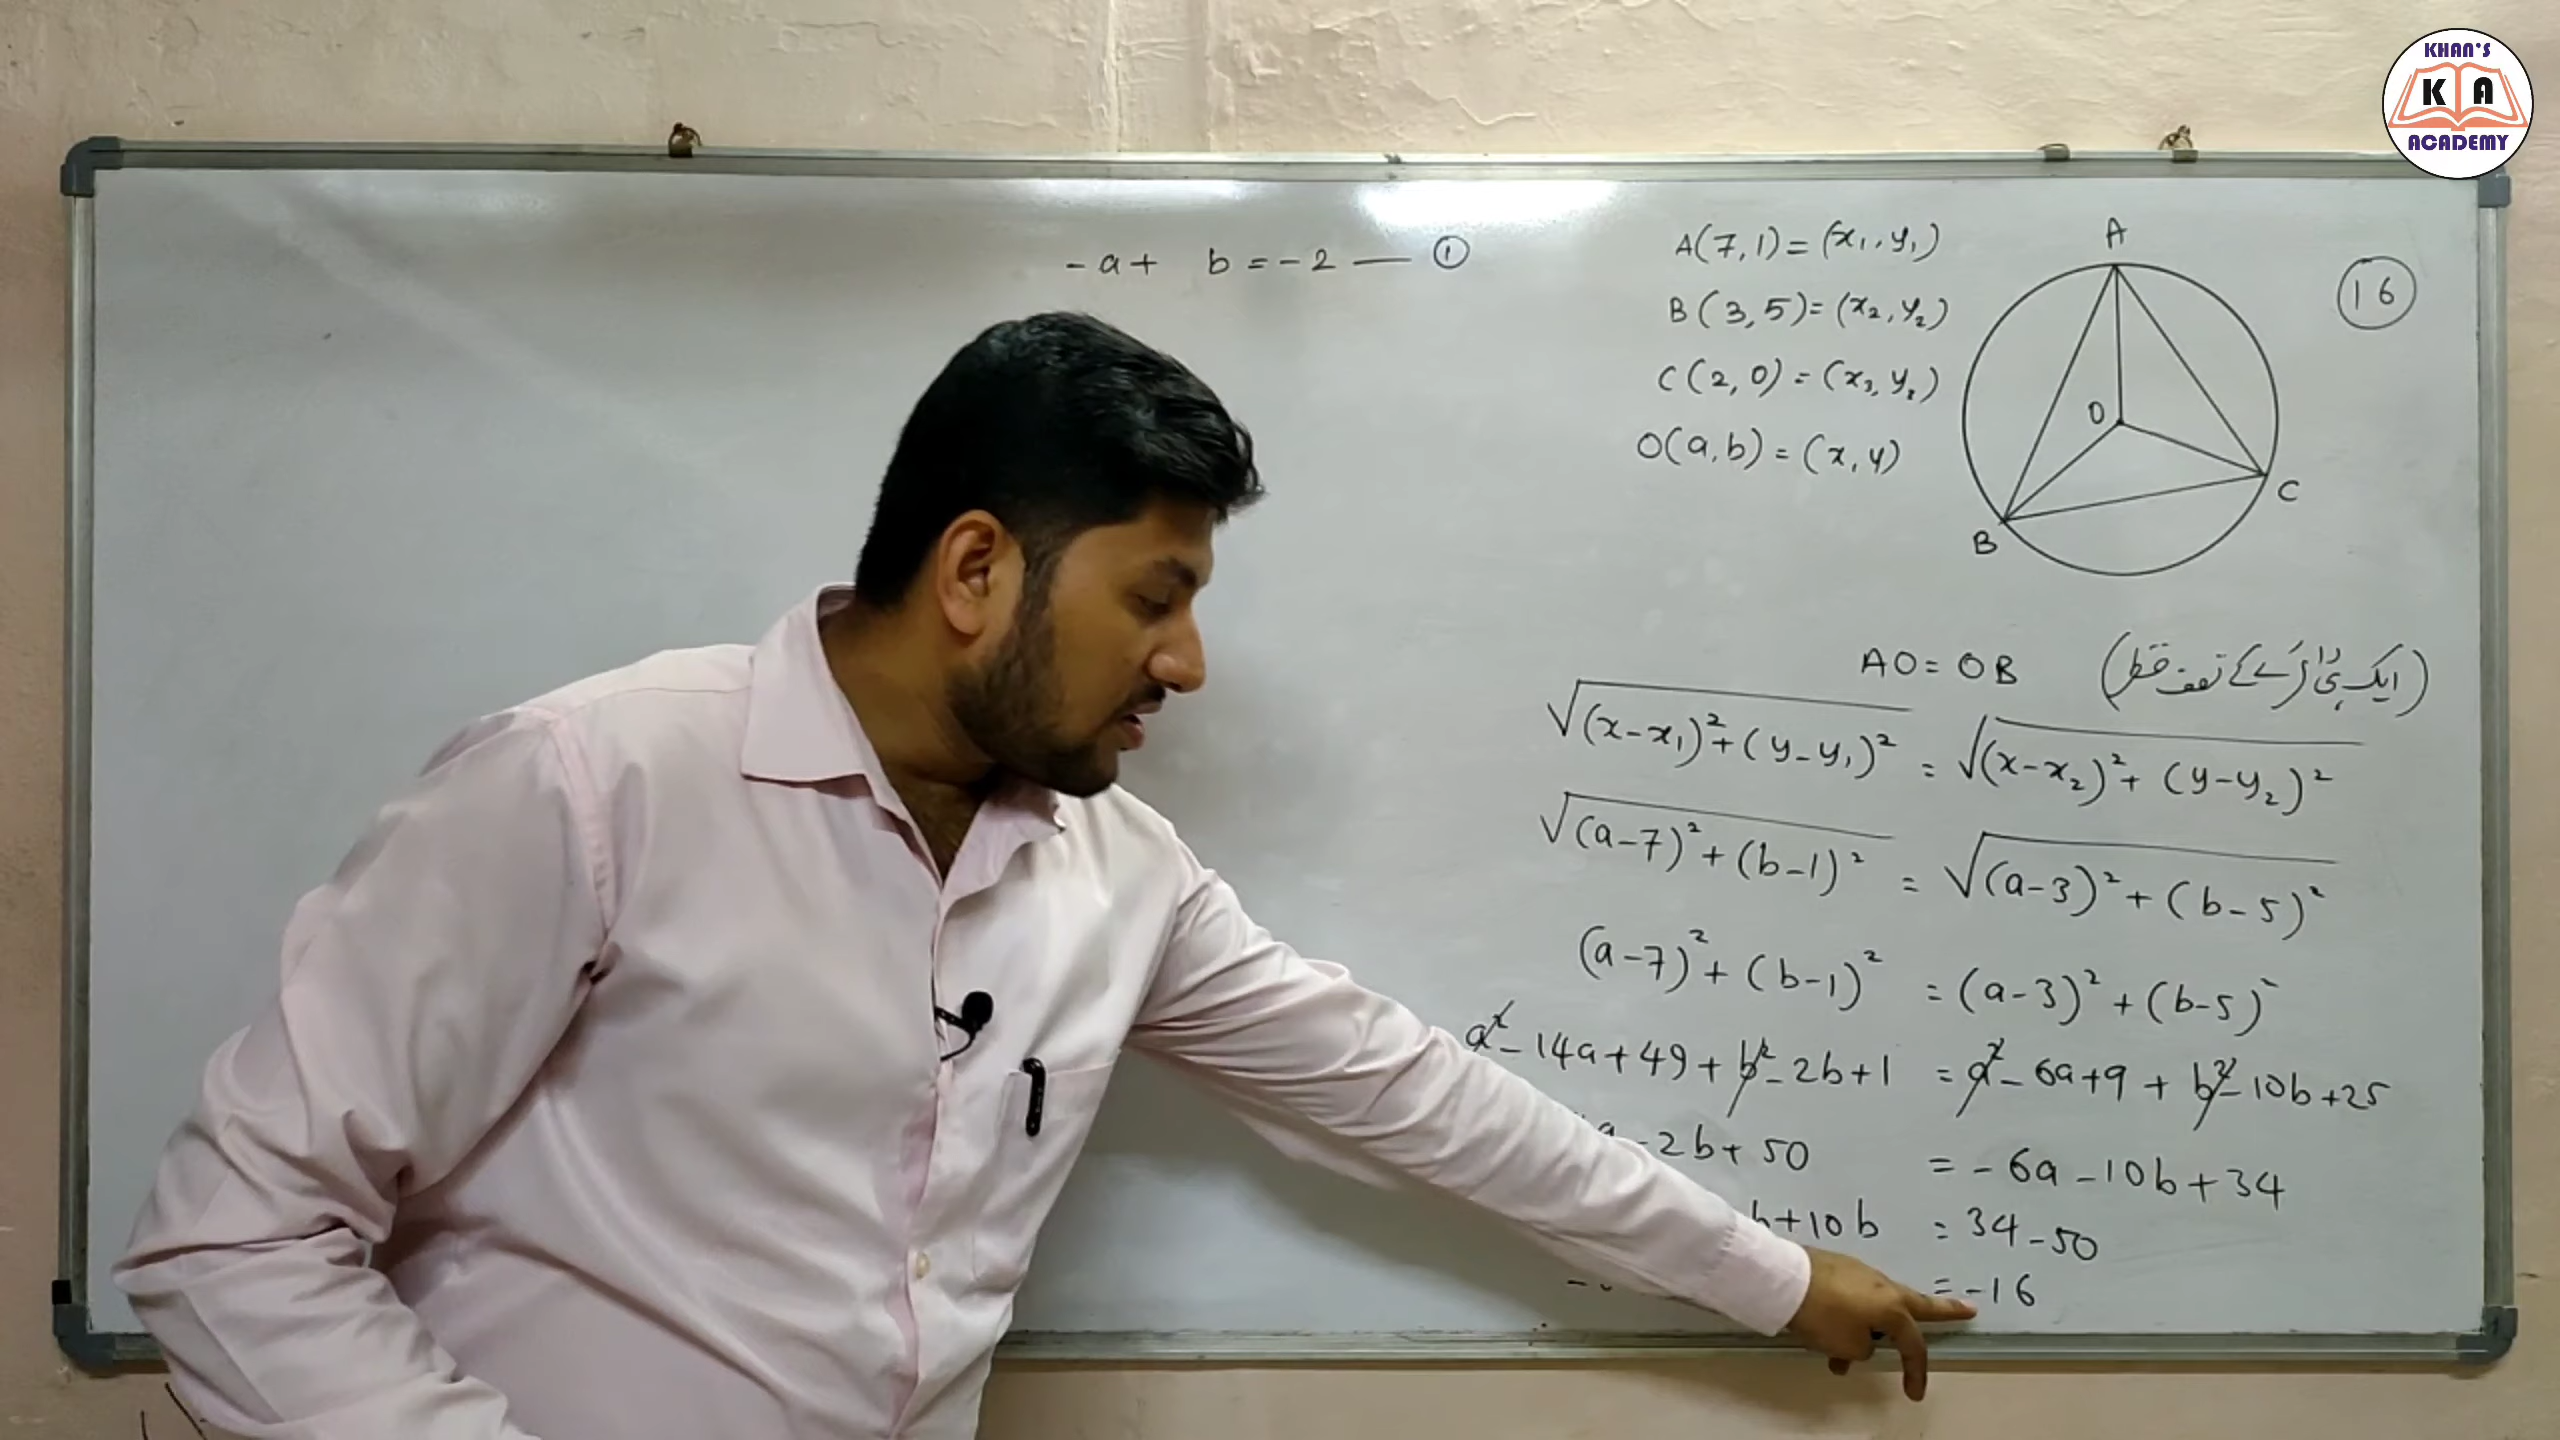 KHAN'S
K A
ACADEMY
-a + b = -2 — ①
A(7,1) = (x₁, y₁)
B(3,5) = (x₂, y₂)
C(2,0) = (x₃, y₃)
O(a,b) = (x, y)
A
O
B
C
16
AO = OB (ایک ہی دائرے کے نصف قطر)
√(x-x₁)²+(y-y₁)² = √(x-x₂)²+(y-y₂)²
√(a-7)²+(b-1)² = √(a-3)²+(b-5)²
(a-7)²+(b-1)² = (a-3)²+(b-5)²
a²-14a+49+b²-2b+1 = a²-6a+9+b²-10b+25
-2b+50 = -6a-10b+34
b+10b = 34-50
= -16